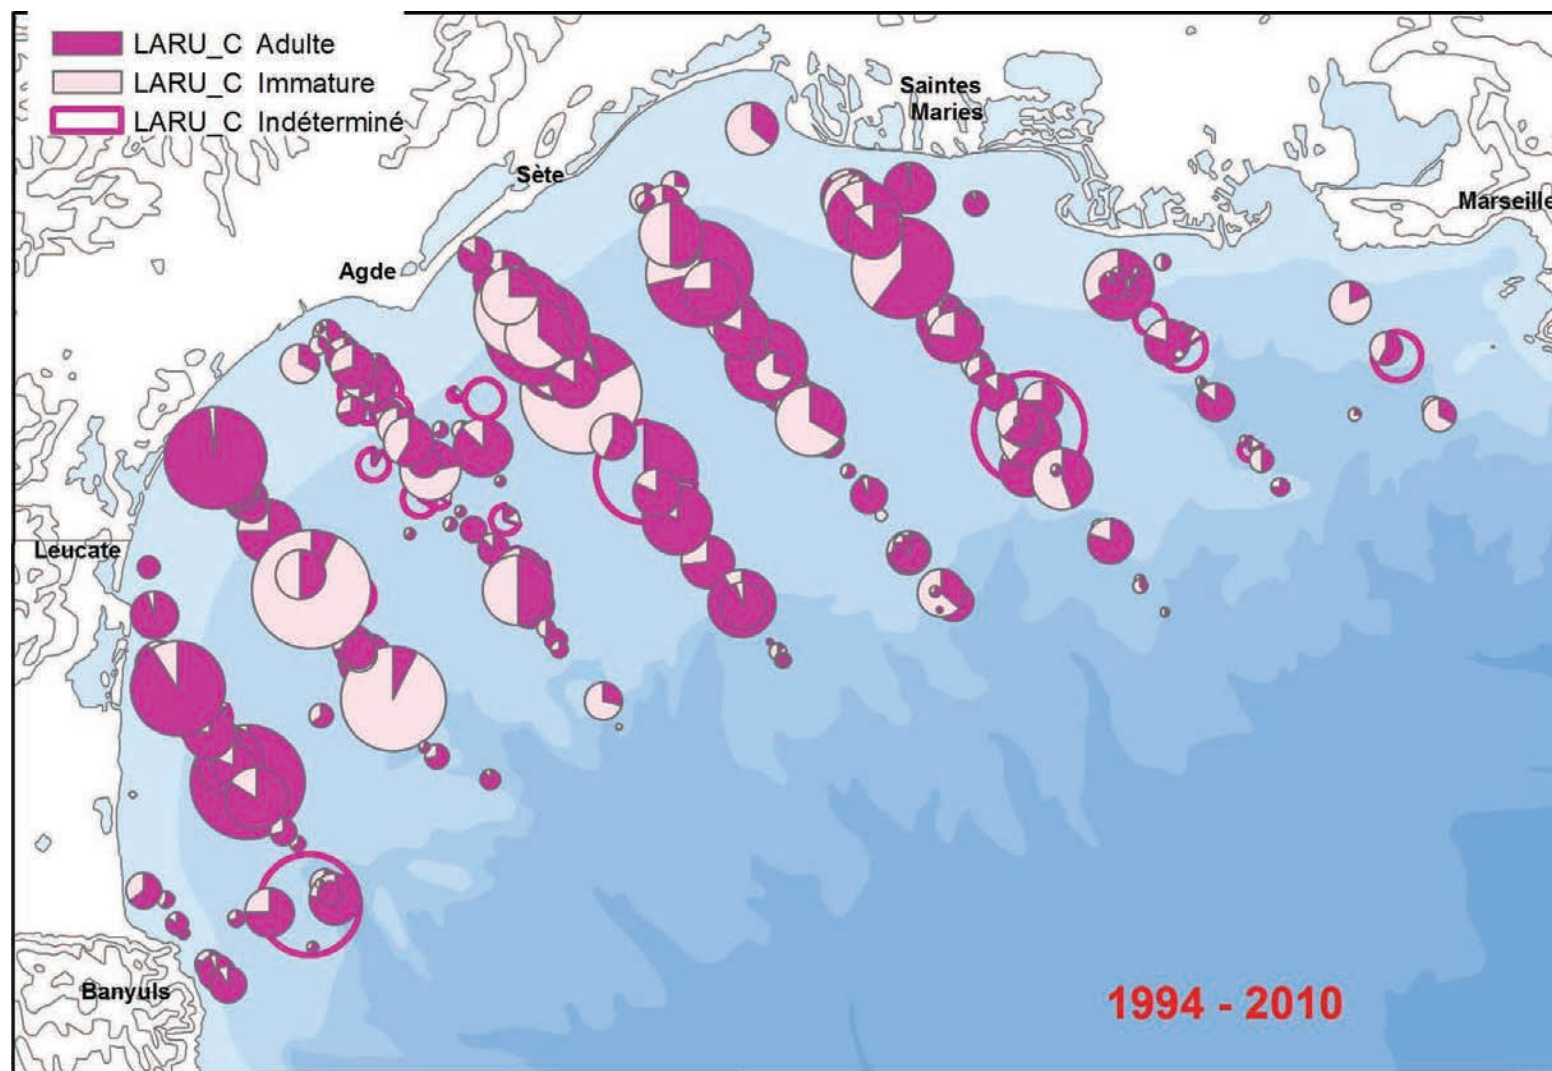 LARU_C Adulte
LARU_C Immature
LARU_C Indéterminé
Saintes
Maries
Sète
Marseille
Agde
Leucate
Banyuls
1994 - 2010